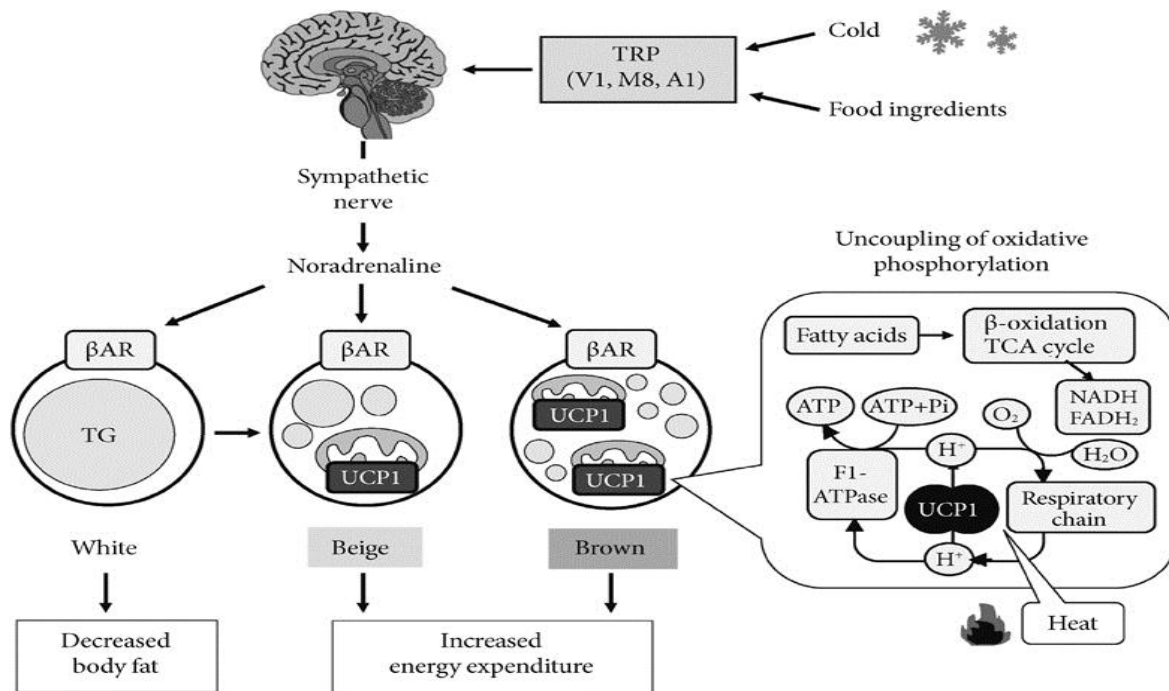 Cold
TRP
(V1, M8, A1)
Food ingredients
Sympathetic
nerve
Noradrenaline
βAR
TG
βAR
UCP1
βAR
UCP1
UCP1
White
Beige
Brown
Decreased
body fat
Increased
energy expenditure
Uncoupling of oxidative
phosphorylation
Fatty acids
β-oxidation
TCA cycle
NADH
FADH₂
ATP
ATP+Pi
O₂
H⁺
H₂O
F1-
ATPase
UCP1
Respiratory
chain
H⁺
Heat